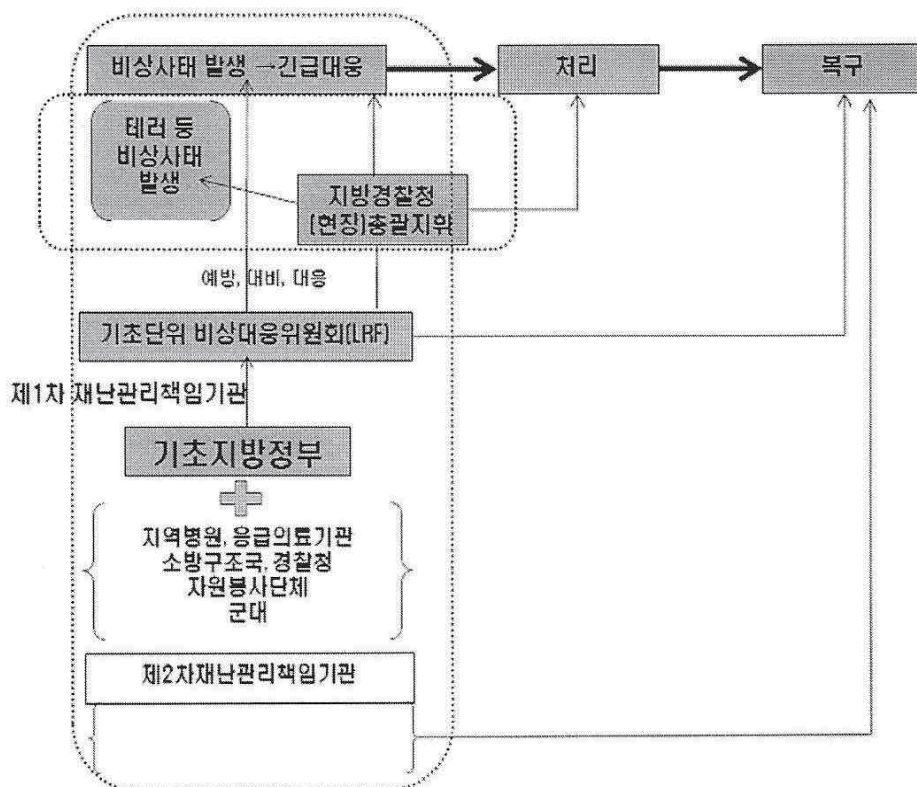 비상사태 발생 →긴급대응
처리
복구
테러 등
비상사태
발생
지방경찰청
(현장)총괄지휘
예방, 대비, 대응
기초단위 비상대응위원회(LRF)
제1차 재난관리책임기관
기초지방정부
지역병원, 응급의료기관
소방구조국, 경찰청
자원봉사단체
군대
제2차재난관리책임기관